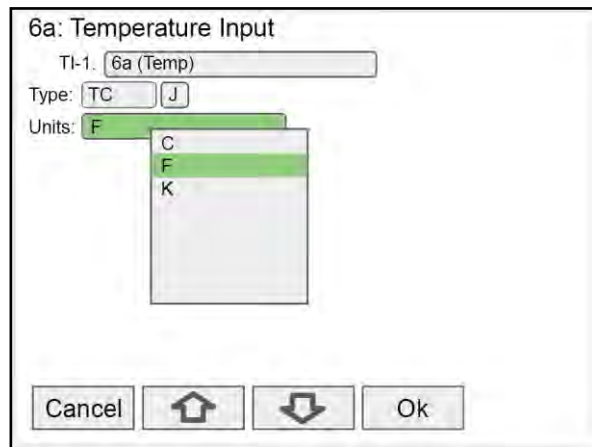 6a: Temperature Input
TI-1. 6a (Temp)
Type: TC J
Units: F
C
F
K
Cancel Ok